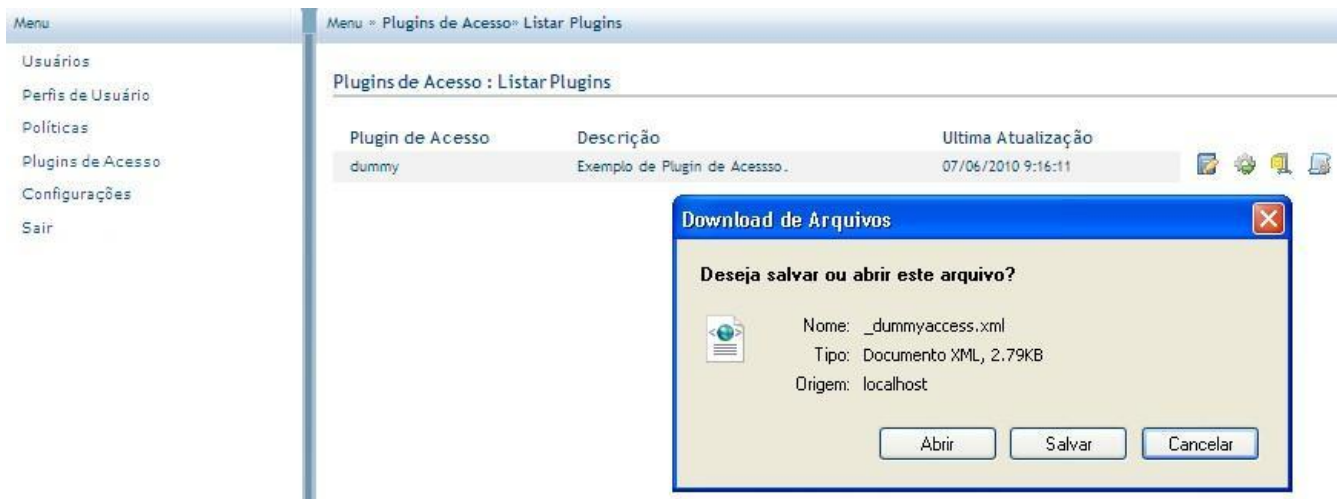 Menu
Usuários
Perfis de Usuário
Políticas
Plugins de Acesso
Configurações
Sair
Menu » Plugins de Acesso» Listar Plugins
Plugins de Acesso : Listar Plugins
Plugin de Acesso Descrição Ultima Atualização
dummy Exemplo de Plugin de Acessso. 07/06/2010 9:16:11
Download de Arquivos
Deseja salvar ou abrir este arquivo?
Nome: _dummyaccess.xml
Tipo: Documento XML, 2.79KB
Origem: localhost
Abrir Salvar Cancelar